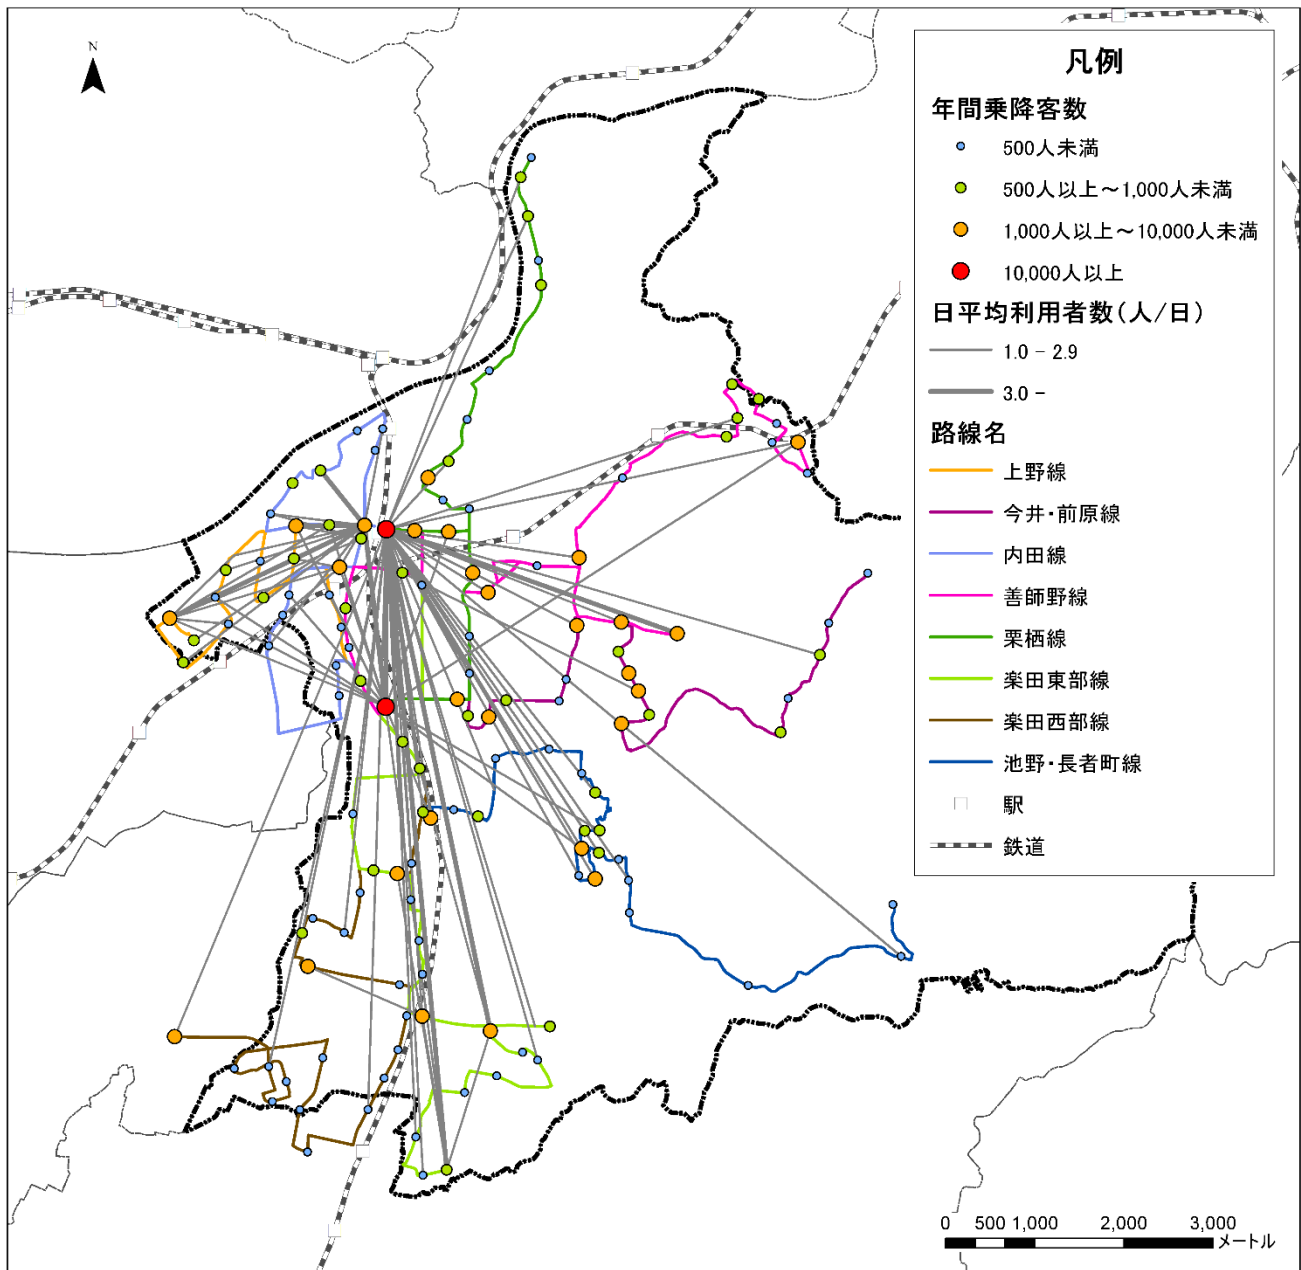 N
凡例
年間乗降客数
500人未満
500人以上～1,000人未満
1,000人以上～10,000人未満
10,000人以上
日平均利用者数(人/日)
1.0 - 2.9
3.0 -
路線名
上野線
今井・前原線
内田線
善師野線
栗栖線
楽田東部線
楽田西部線
池野・長者町線
駅
鉄道
0 500 1,000 2,000 3,000
メートル